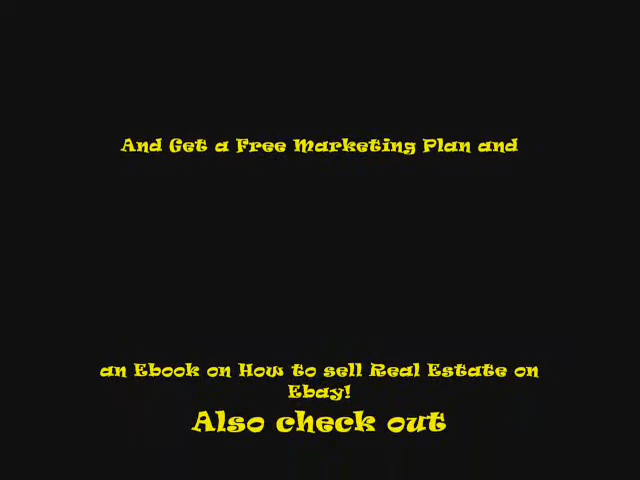 And Get a Free Marketing Plan and
an Ebook on How to sell Real Estate on
Ebay!
Also check out